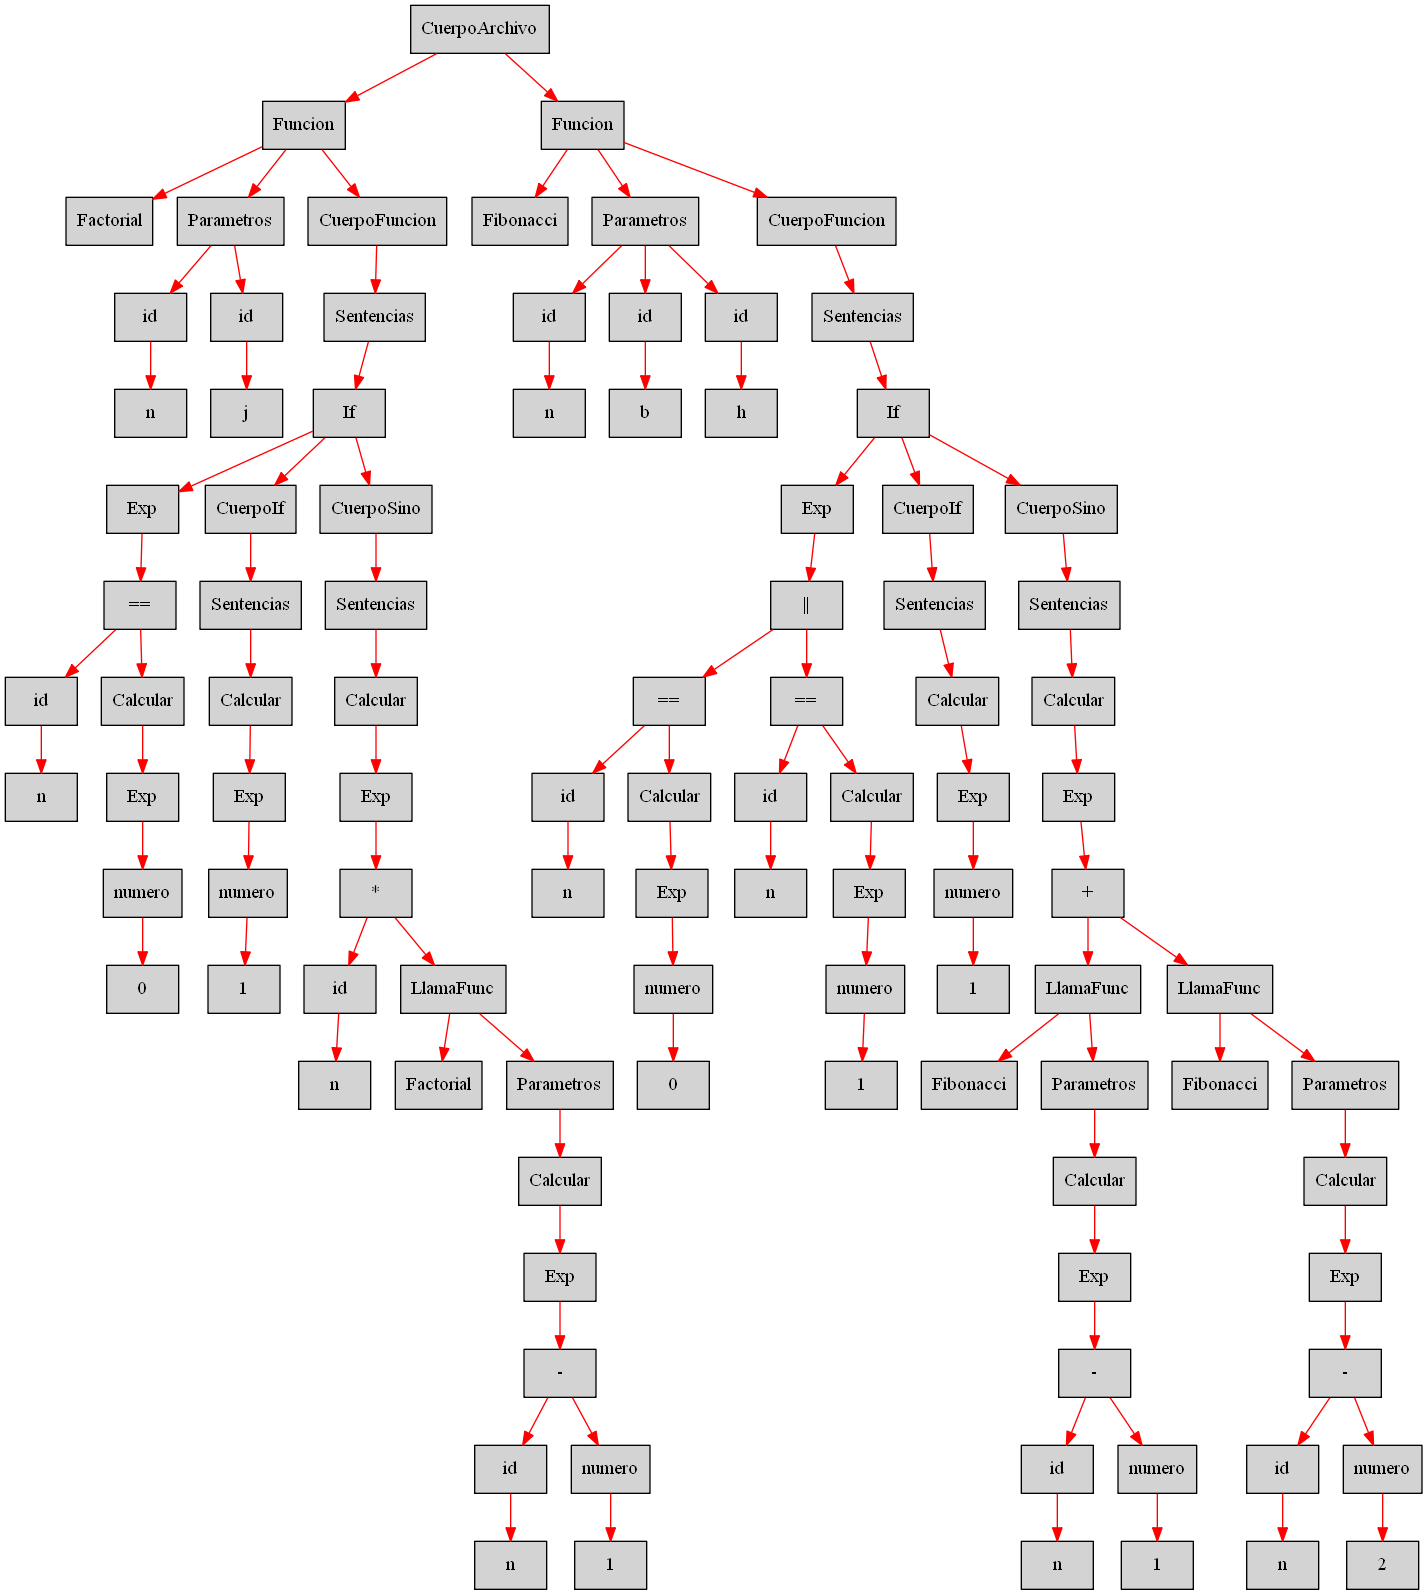 CuerpoArchivo
Funcion Funcion
Factorial Parametros CuerpoFuncion Fibonacci Parametros CuerpoFuncion
id id Sentencias id id id Sentencias
n j If n b h If
Exp CuerpoIf CuerpoSino Exp CuerpoIf CuerpoSino
== Sentencias Sentencias || Sentencias Sentencias
id Calcular Calcular Calcular == == Calcular Calcular
n Exp Exp Exp id Calcular id Calcular Exp Exp
numero numero * n Exp n Exp numero +
0 1 id LlamaFunc numero numero 1 LlamaFunc LlamaFunc
n Factorial Parametros 0 1 Fibonacci Parametros Fibonacci Parametros
Calcular Calcular Calcular
Exp Exp Exp
- - -
id numero id numero id numero
n 1 n 1 n 2